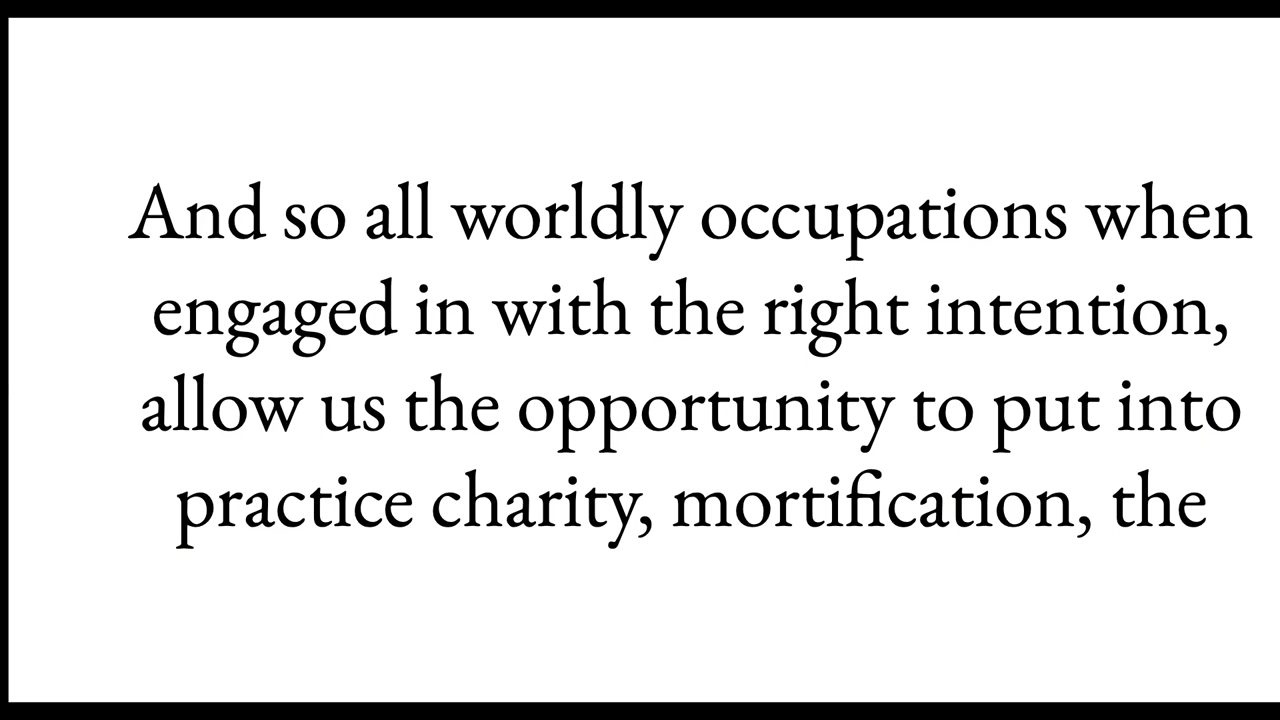 And so all worldly occupations when
engaged in with the right intention,
allow us the opportunity to put into
practice charity, mortification, the